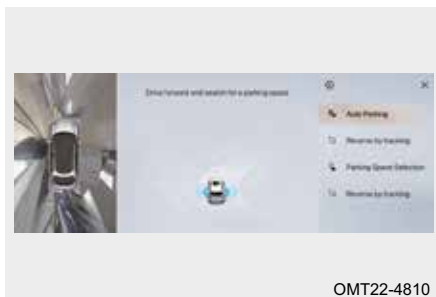 Drive forward and search for a parking space
Auto Parking
Reverse by tracking
Parking Space Selection
Reverse by tracking
OMT22-4810